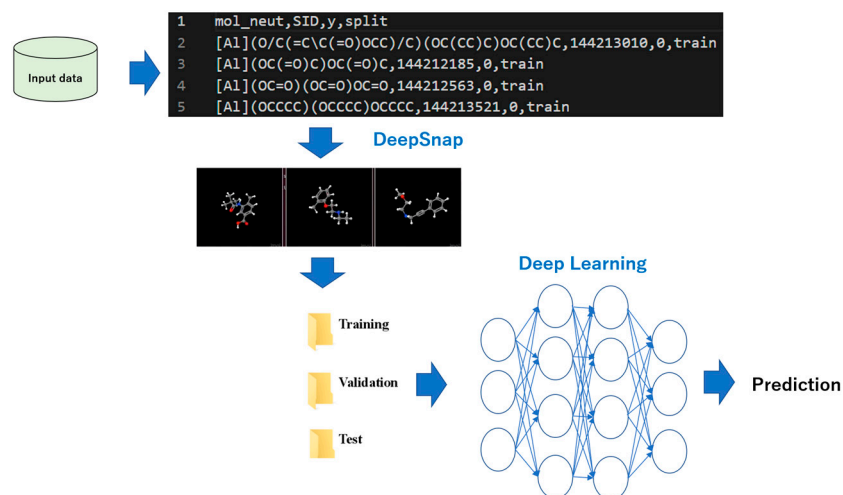 Input data
1 mol_neut,SID,y,split
2 [Al](O/C(=C\C(=O)OCC)/C)(OC(CC)C)OC(CC)C,144213010,0,train
3 [Al](OC(=O)C)OC(=O)C,144212185,0,train
4 [Al](OC=O)(OC=O)OC=O,144212563,0,train
5 [Al](OCCCC)(OCCCC)OCCCC,144213521,0,train
DeepSnap
Deep Learning
Training
Validation
Test
Prediction